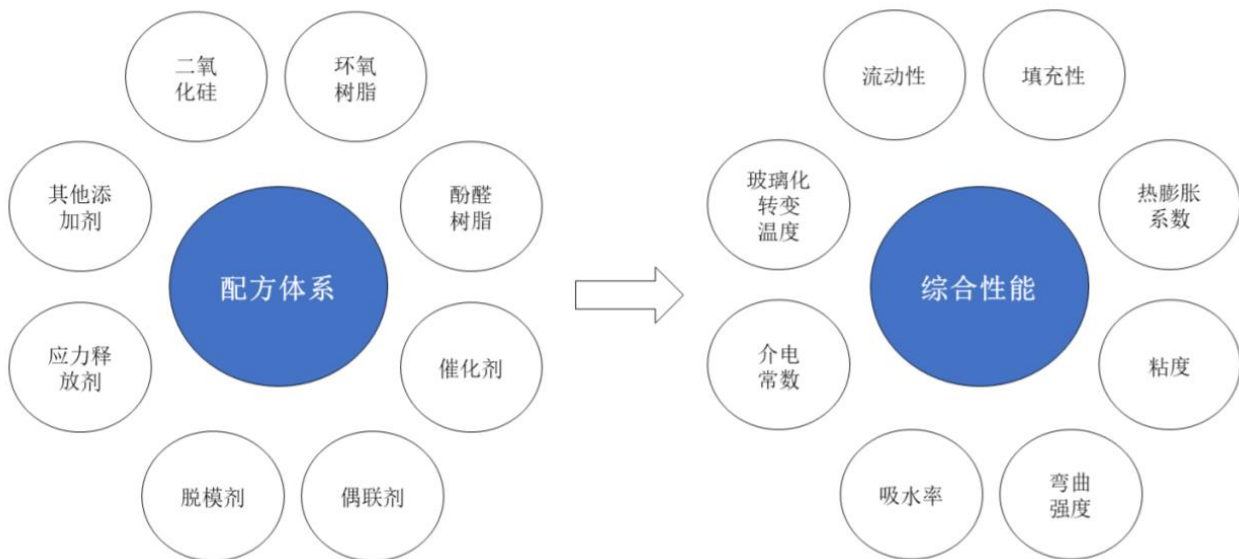 二氧
化硅
环氧
树脂
其他添
加剂
酚醛
树脂
配方体系
应力释
放剂
催化剂
脱模剂
偶联剂
流动性
填充性
玻璃化
转变
温度
热膨胀
系数
综合性能
介电
常数
粘度
吸水率
弯曲
强度